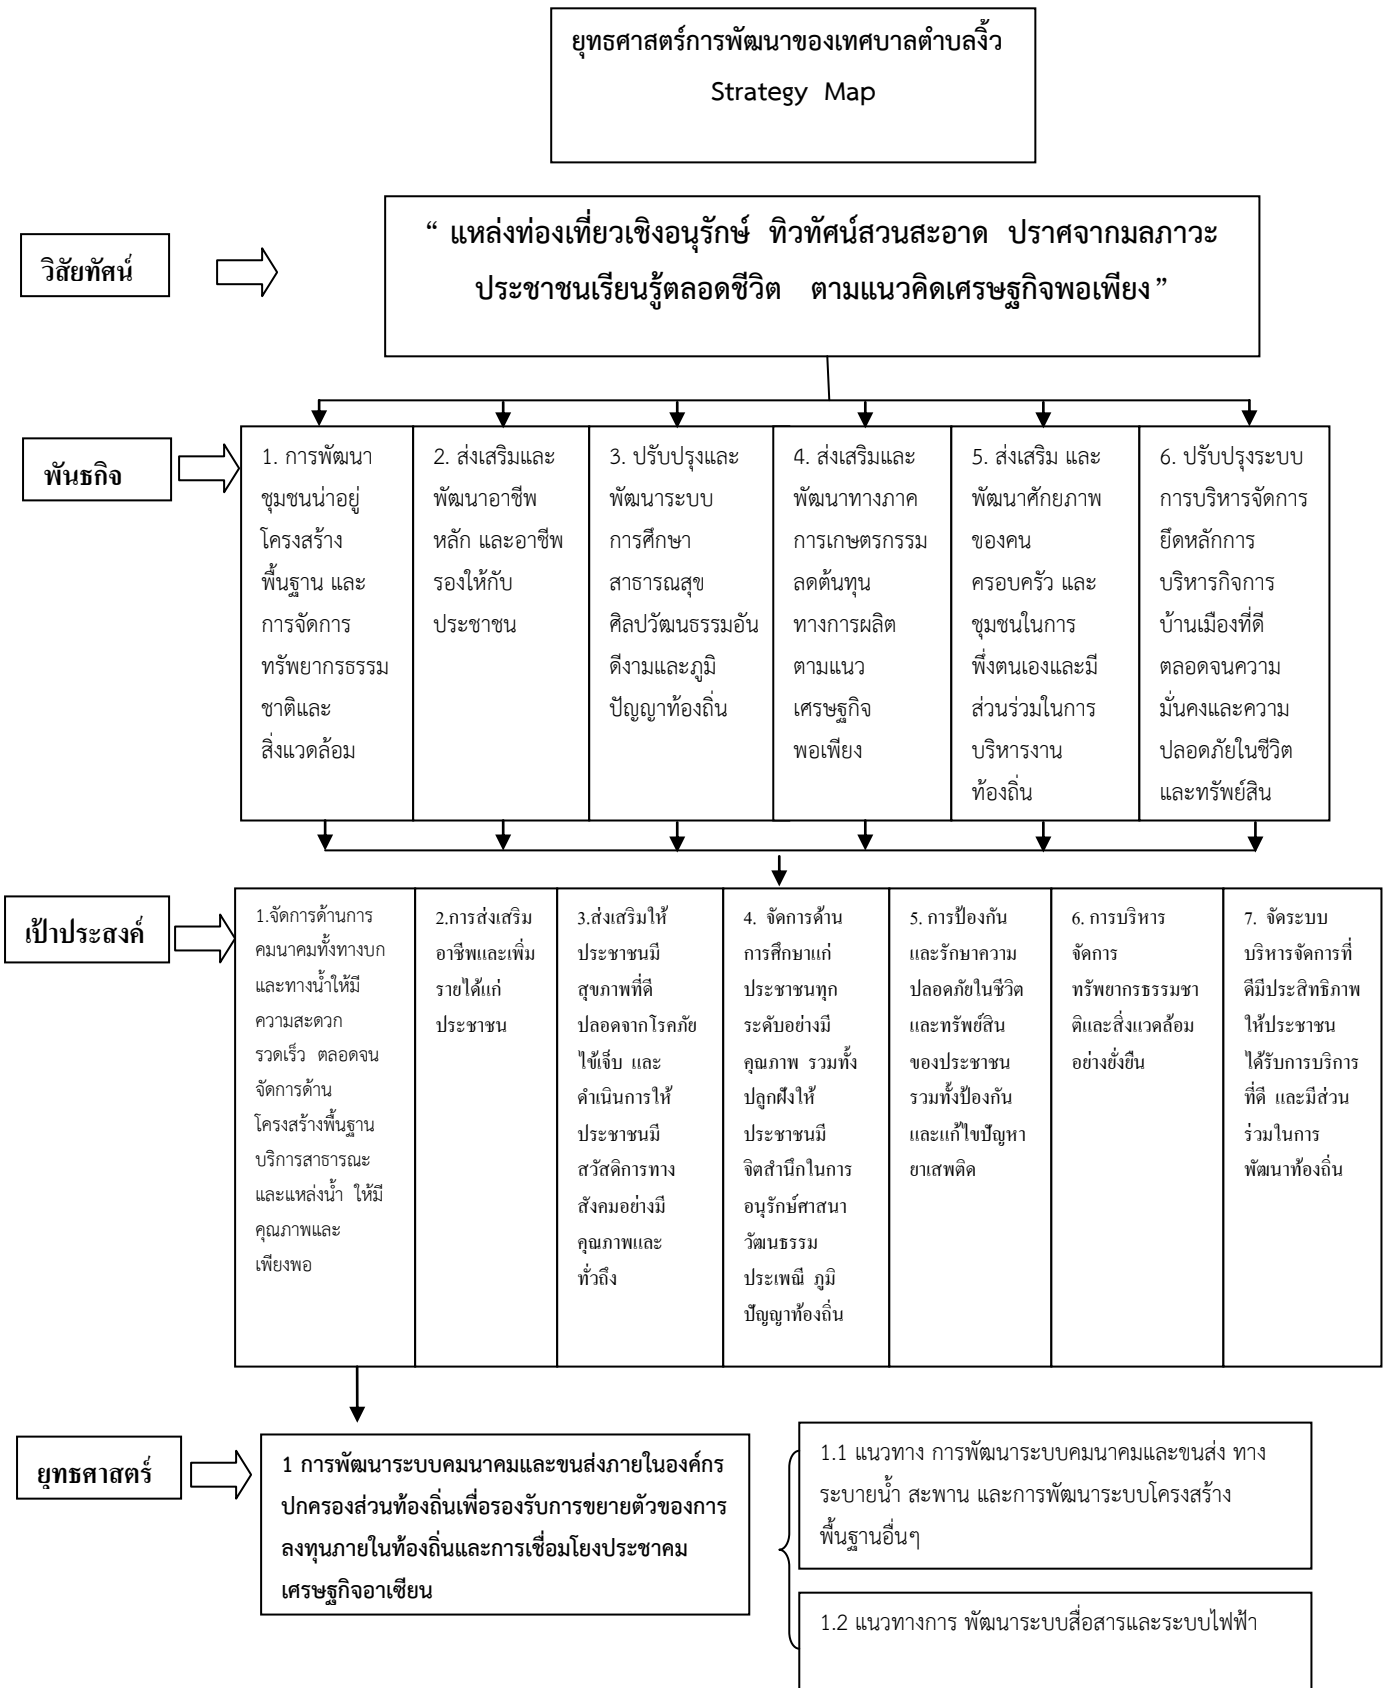 ยุทธศาสตร์การพัฒนาของเทศบาลตำบลงิ้ว
Strategy Map
วิสัยทัศน์
“ แหล่งท่องเที่ยวเชิงอนุรักษ์ ทิวทัศน์สวนสะอาด ปราศจากมลภาวะ
ประชาชนเรียนรู้ตลอดชีวิต ตามแนวคิดเศรษฐกิจพอเพียง ”
พันธกิจ
1. การพัฒนา
ชุมชนน่าอยู่
โครงสร้าง
พื้นฐาน และ
การจัดการ
ทรัพยากรธรรม
ชาติและ
สิ่งแวดล้อม
2. ส่งเสริมและ
พัฒนาอาชีพ
หลัก และอาชีพ
รองให้กับ
ประชาชน
3. ปรับปรุงและ
พัฒนาระบบ
การศึกษา
สาธารณสุข
ศิลปวัฒนธรรมอัน
ดีงามและภูมิ
ปัญญาท้องถิ่น
4. ส่งเสริมและ
พัฒนาทางภาค
การเกษตรกรรม
ลดต้นทุน
ทางการผลิต
ตามแนว
เศรษฐกิจ
พอเพียง
5. ส่งเสริม และ
พัฒนาศักยภาพ
ของคน
ครอบครัว และ
ชุมชนในการ
พึ่งตนเองและมี
ส่วนร่วมในการ
บริหารงาน
ท้องถิ่น
6. ปรับปรุงระบบ
การบริหารจัดการ
ยึดหลักการ
บริหารกิจการ
บ้านเมืองที่ดี
ตลอดจนความ
มั่นคงและความ
ปลอดภัยในชีวิต
และทรัพย์สิน
เป้าประสงค์
1.จัดการด้านการ
คมนาคมทั้งทางบก
และทางน้ำให้มี
ความสะดวก
รวดเร็ว ตลอดจน
จัดการด้าน
โครงสร้างพื้นฐาน
บริการสาธารณะ
และแหล่งน้ำ ให้มี
คุณภาพและ
เพียงพอ
2.การส่งเสริม
อาชีพและเพิ่ม
รายได้แก่
ประชาชน
3.ส่งเสริมให้
ประชาชนมี
สุขภาพที่ดี
ปลอดจากโรคภัย
ไข้เจ็บ และ
ดำเนินการให้
ประชาชนมี
สวัสดิการทาง
สังคมอย่างมี
คุณภาพและ
ทั่วถึง
4. จัดการด้าน
การศึกษาแก่
ประชาชนทุก
ระดับอย่างมี
คุณภาพ รวมทั้ง
ปลูกฝังให้
ประชาชนมี
จิตสำนึกในการ
อนุรักษ์ศาสนา
วัฒนธรรม
ประเพณี ภูมิ
ปัญญาท้องถิ่น
5. การป้องกัน
และรักษาความ
ปลอดภัยในชีวิต
และทรัพย์สิน
ของประชาชน
รวมทั้งป้องกัน
และแก้ไขปัญหา
ยาเสพติด
6. การบริหาร
จัดการ
ทรัพยากรธรรมชา
ติและสิ่งแวดล้อม
อย่างยั่งยืน
7. จัดระบบ
บริหารจัดการที่
ดีมีประสิทธิภาพ
ให้ประชาชน
ได้รับการบริการ
ที่ดี และมีส่วน
ร่วมในการ
พัฒนาท้องถิ่น
ยุทธศาสตร์
1 การพัฒนาระบบคมนาคมและขนส่งภายในองค์กร
ปกครองส่วนท้องถิ่นเพื่อรองรับการขยายตัวของการ
ลงทุนภายในท้องถิ่นและการเชื่อมโยงประชาคม
เศรษฐกิจอาเซียน
1.1 แนวทาง การพัฒนาระบบคมนาคมและขนส่ง ทาง
ระบายน้ำ สะพาน และการพัฒนาระบบโครงสร้าง
พื้นฐานอื่นๆ
1.2 แนวทางการ พัฒนาระบบสื่อสารและระบบไฟฟ้า